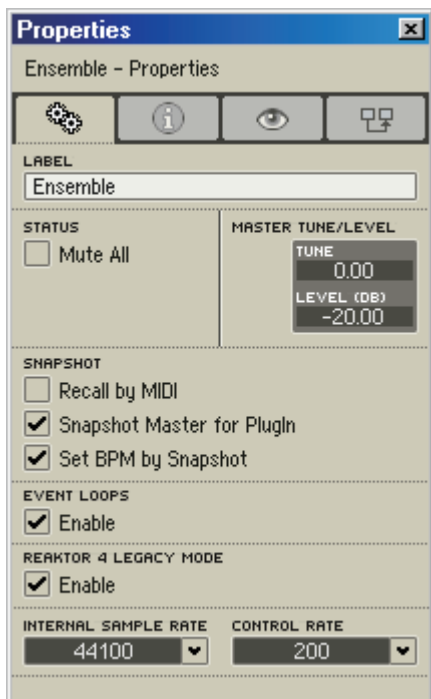 Properties
Ensemble – Properties
LABEL
Ensemble
STATUS
Mute All
MASTER TUNE/LEVEL
TUNE
0.00
LEVEL (DB)
-20.00
SNAPSHOT
Recall by MIDI
Snapshot Master for PlugIn
Set BPM by Snapshot
EVENT LOOPS
Enable
REAKTOR 4 LEGACY MODE
Enable
INTERNAL SAMPLE RATE
44100
CONTROL RATE
200